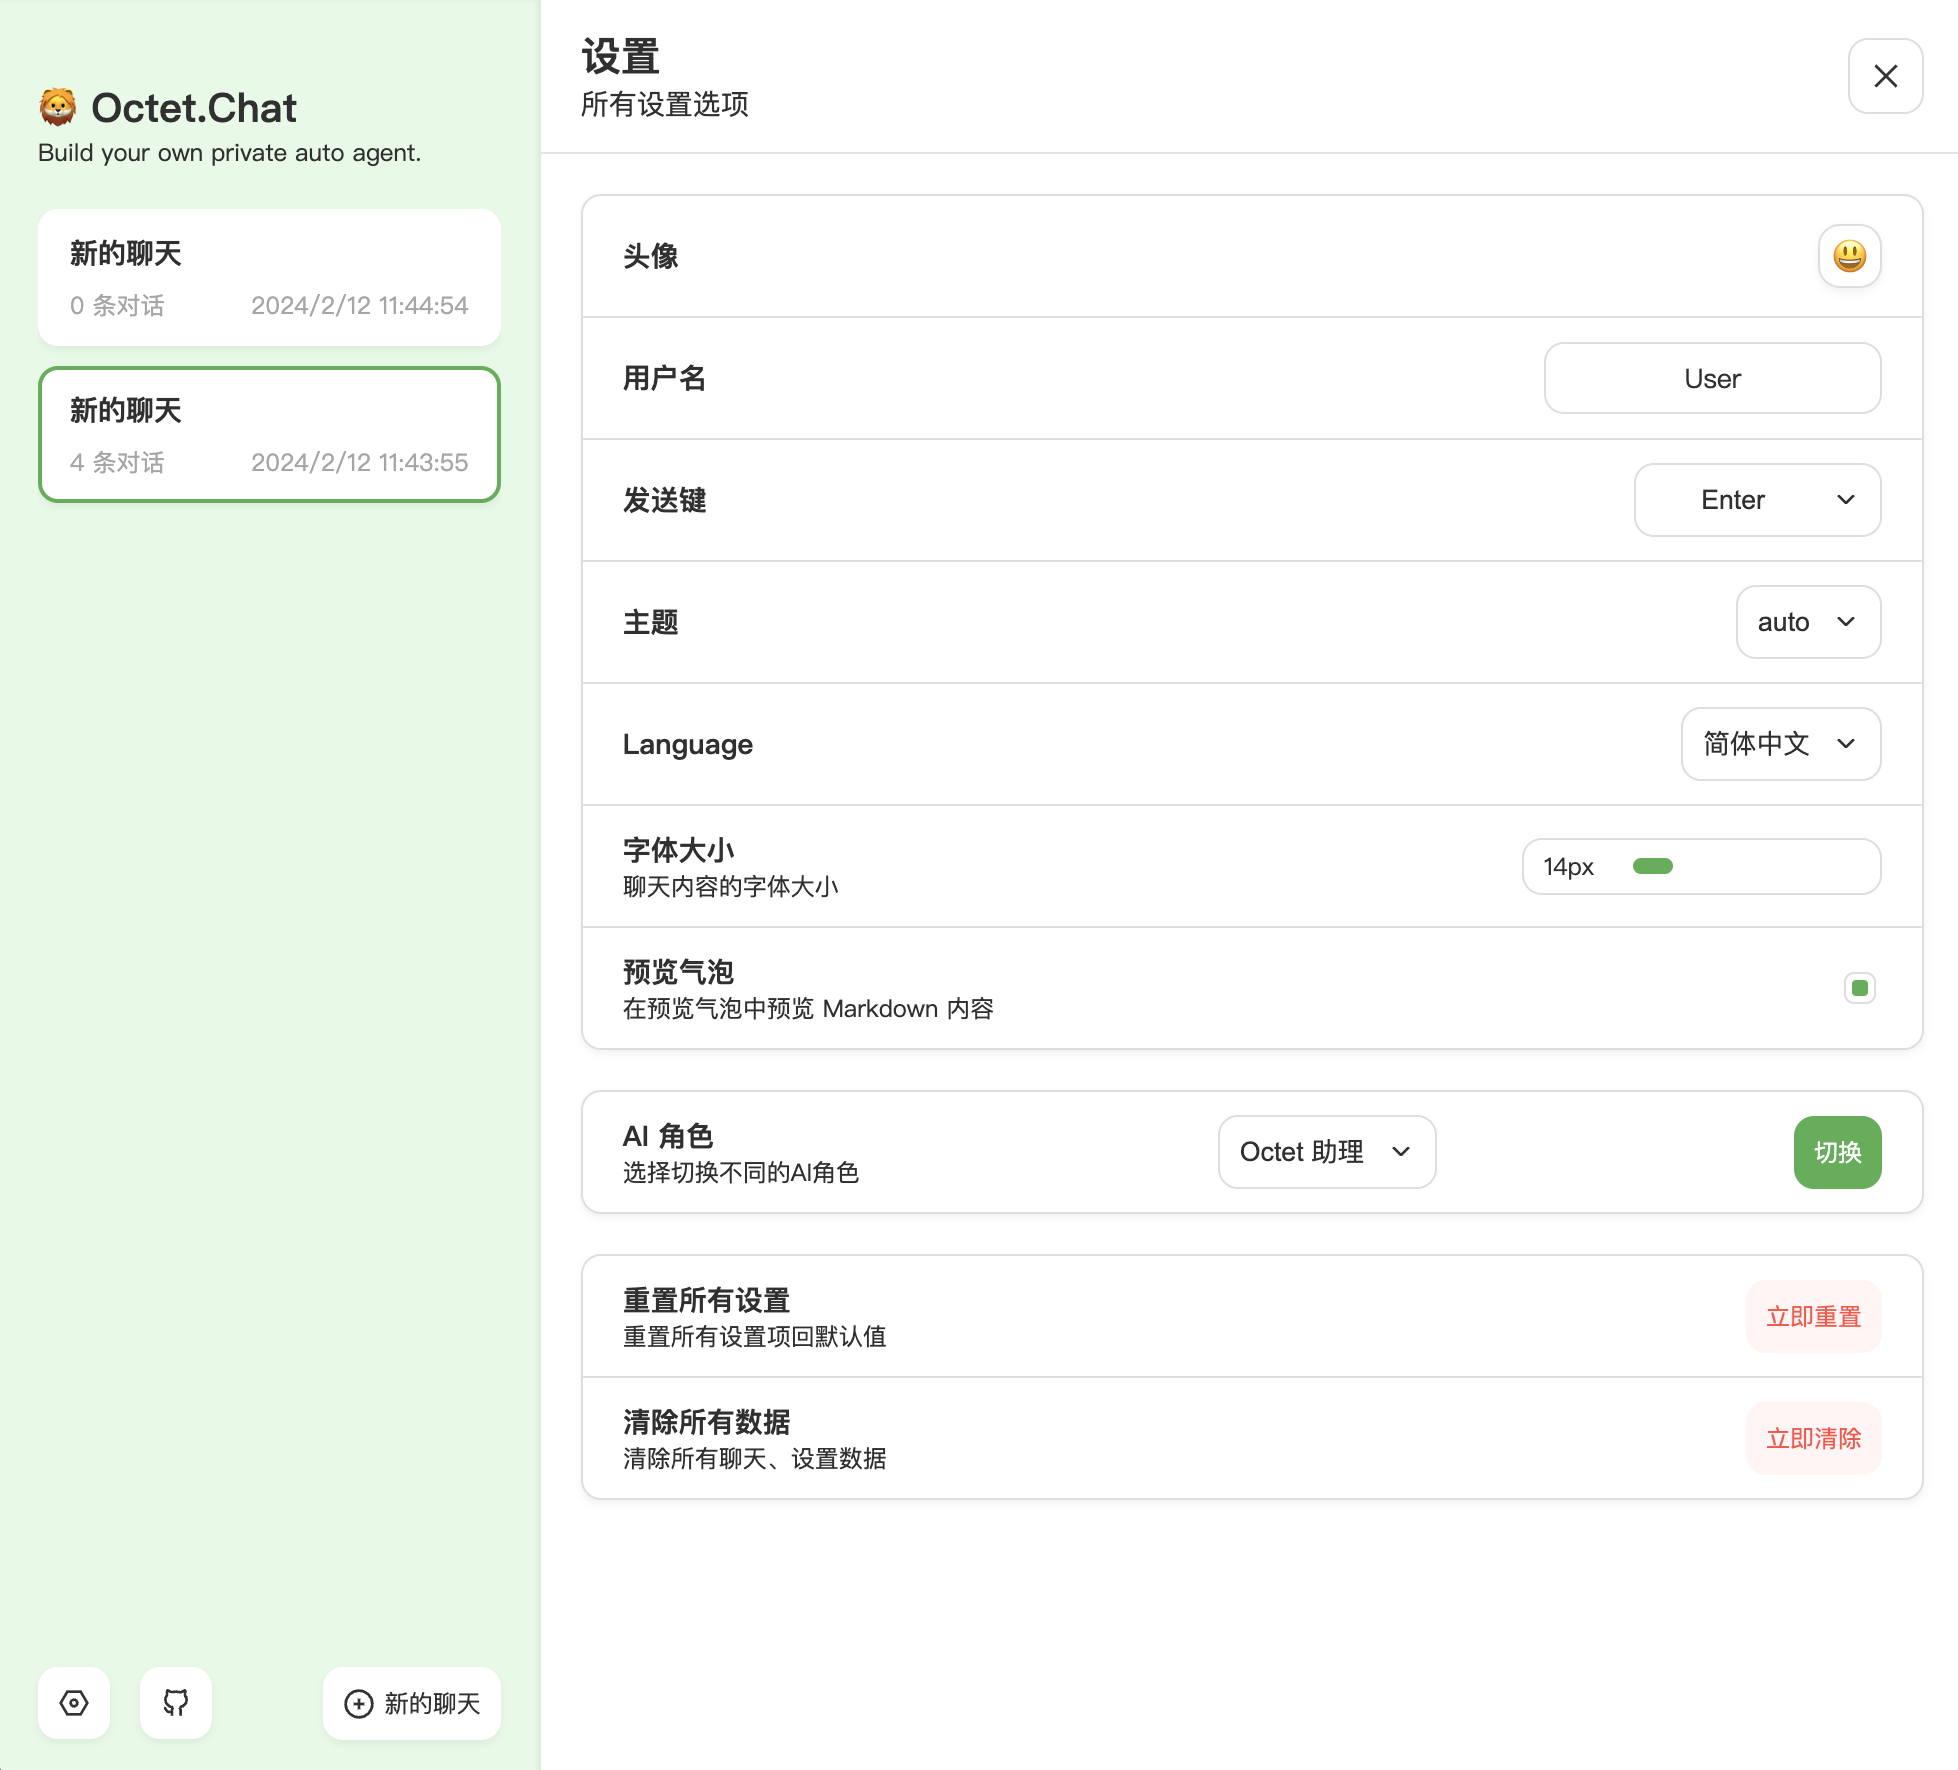 Octet.Chat
Build your own private auto agent.
新的聊天
0 条对话 2024/2/12 11:44:54
新的聊天
4 条对话 2024/2/12 11:43:55
新的聊天
设置
所有设置选项
头像
用户名 User
发送键 Enter
主题 auto
Language 简体中文
字体大小
聊天内容的字体大小
14px
预览气泡
在预览气泡中预览 Markdown 内容
AI 角色
选择切换不同的AI角色
Octet 助理
切换
重置所有设置
重置所有设置项回默认值
立即重置
清除所有数据
清除所有聊天、设置数据
立即清除